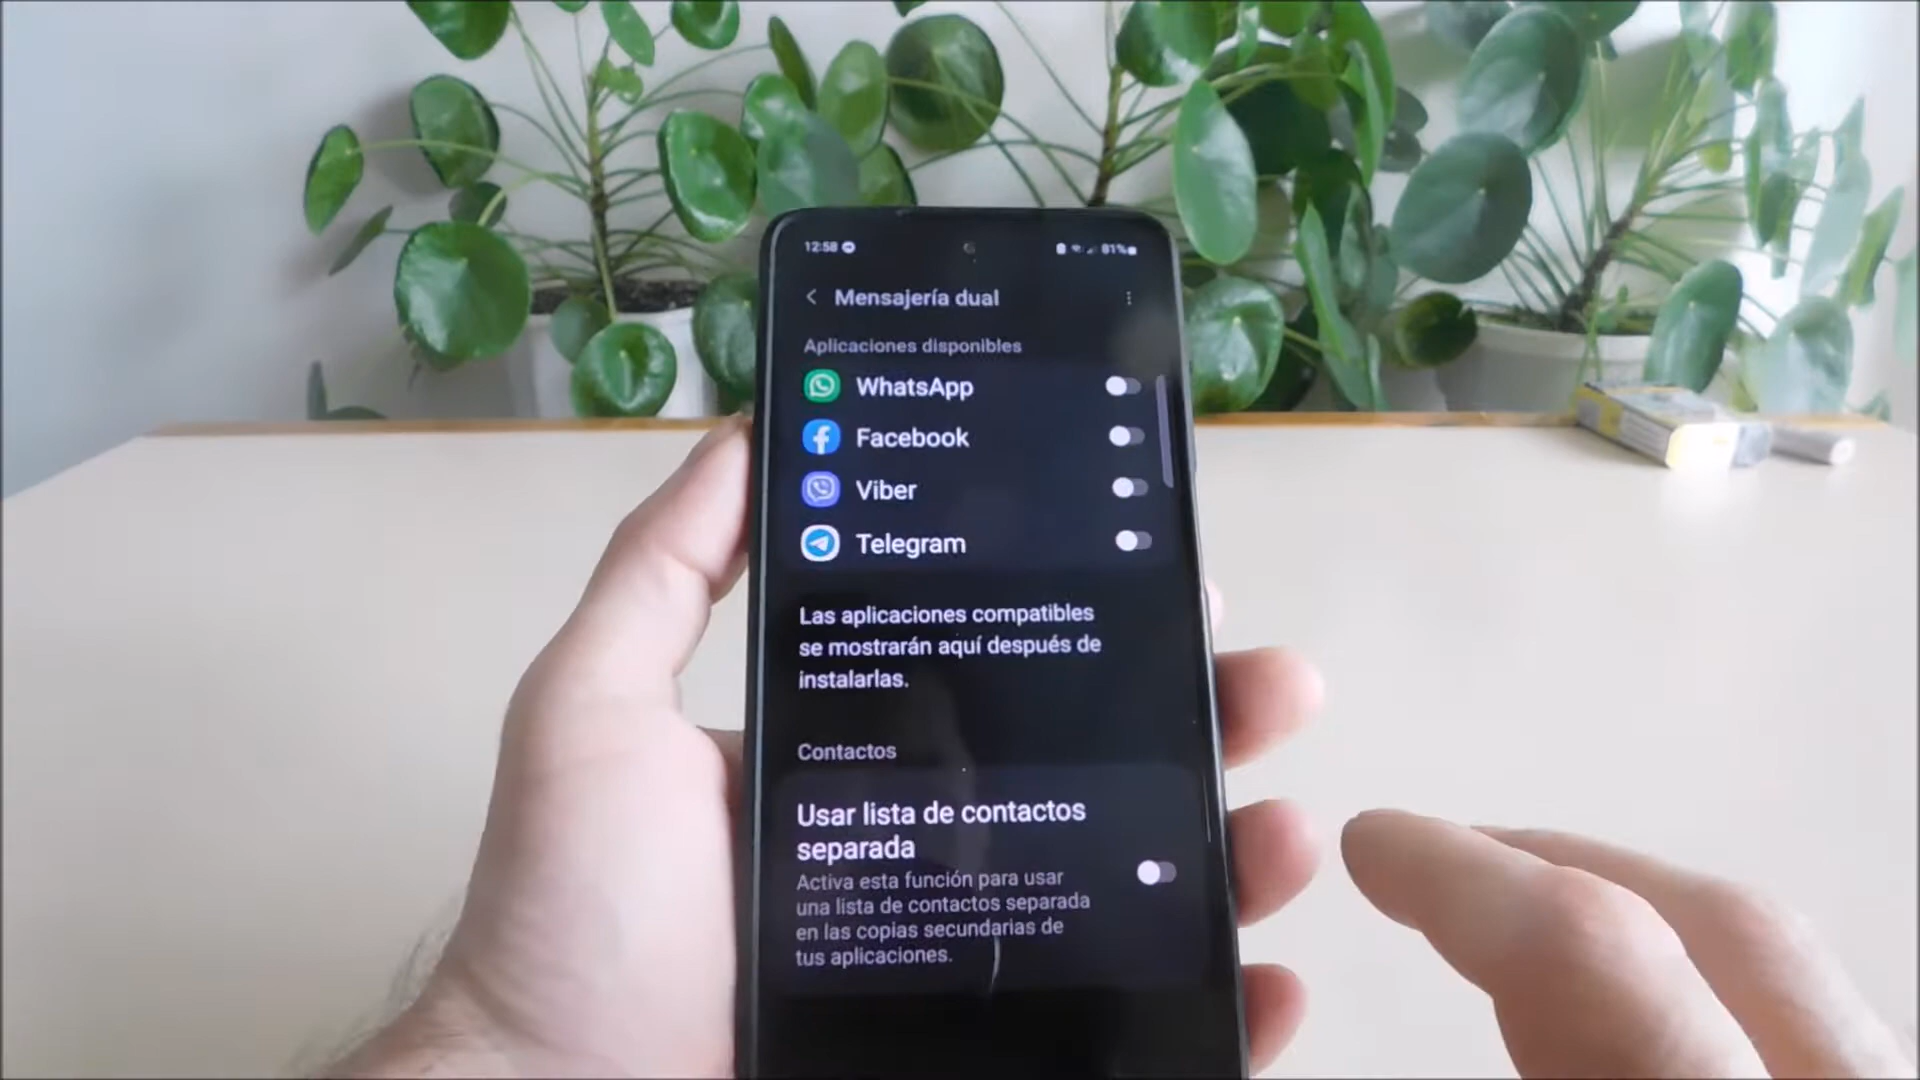 12:58 81%
Mensajería dual
Aplicaciones disponibles
WhatsApp
Facebook
Viber
Telegram
Las aplicaciones compatibles
se mostrarán aquí después de
instalarlas.
Contactos
Usar lista de contactos
separada
Activa esta función para usar
una lista de contactos separada
en las copias secundarias de
tus aplicaciones.